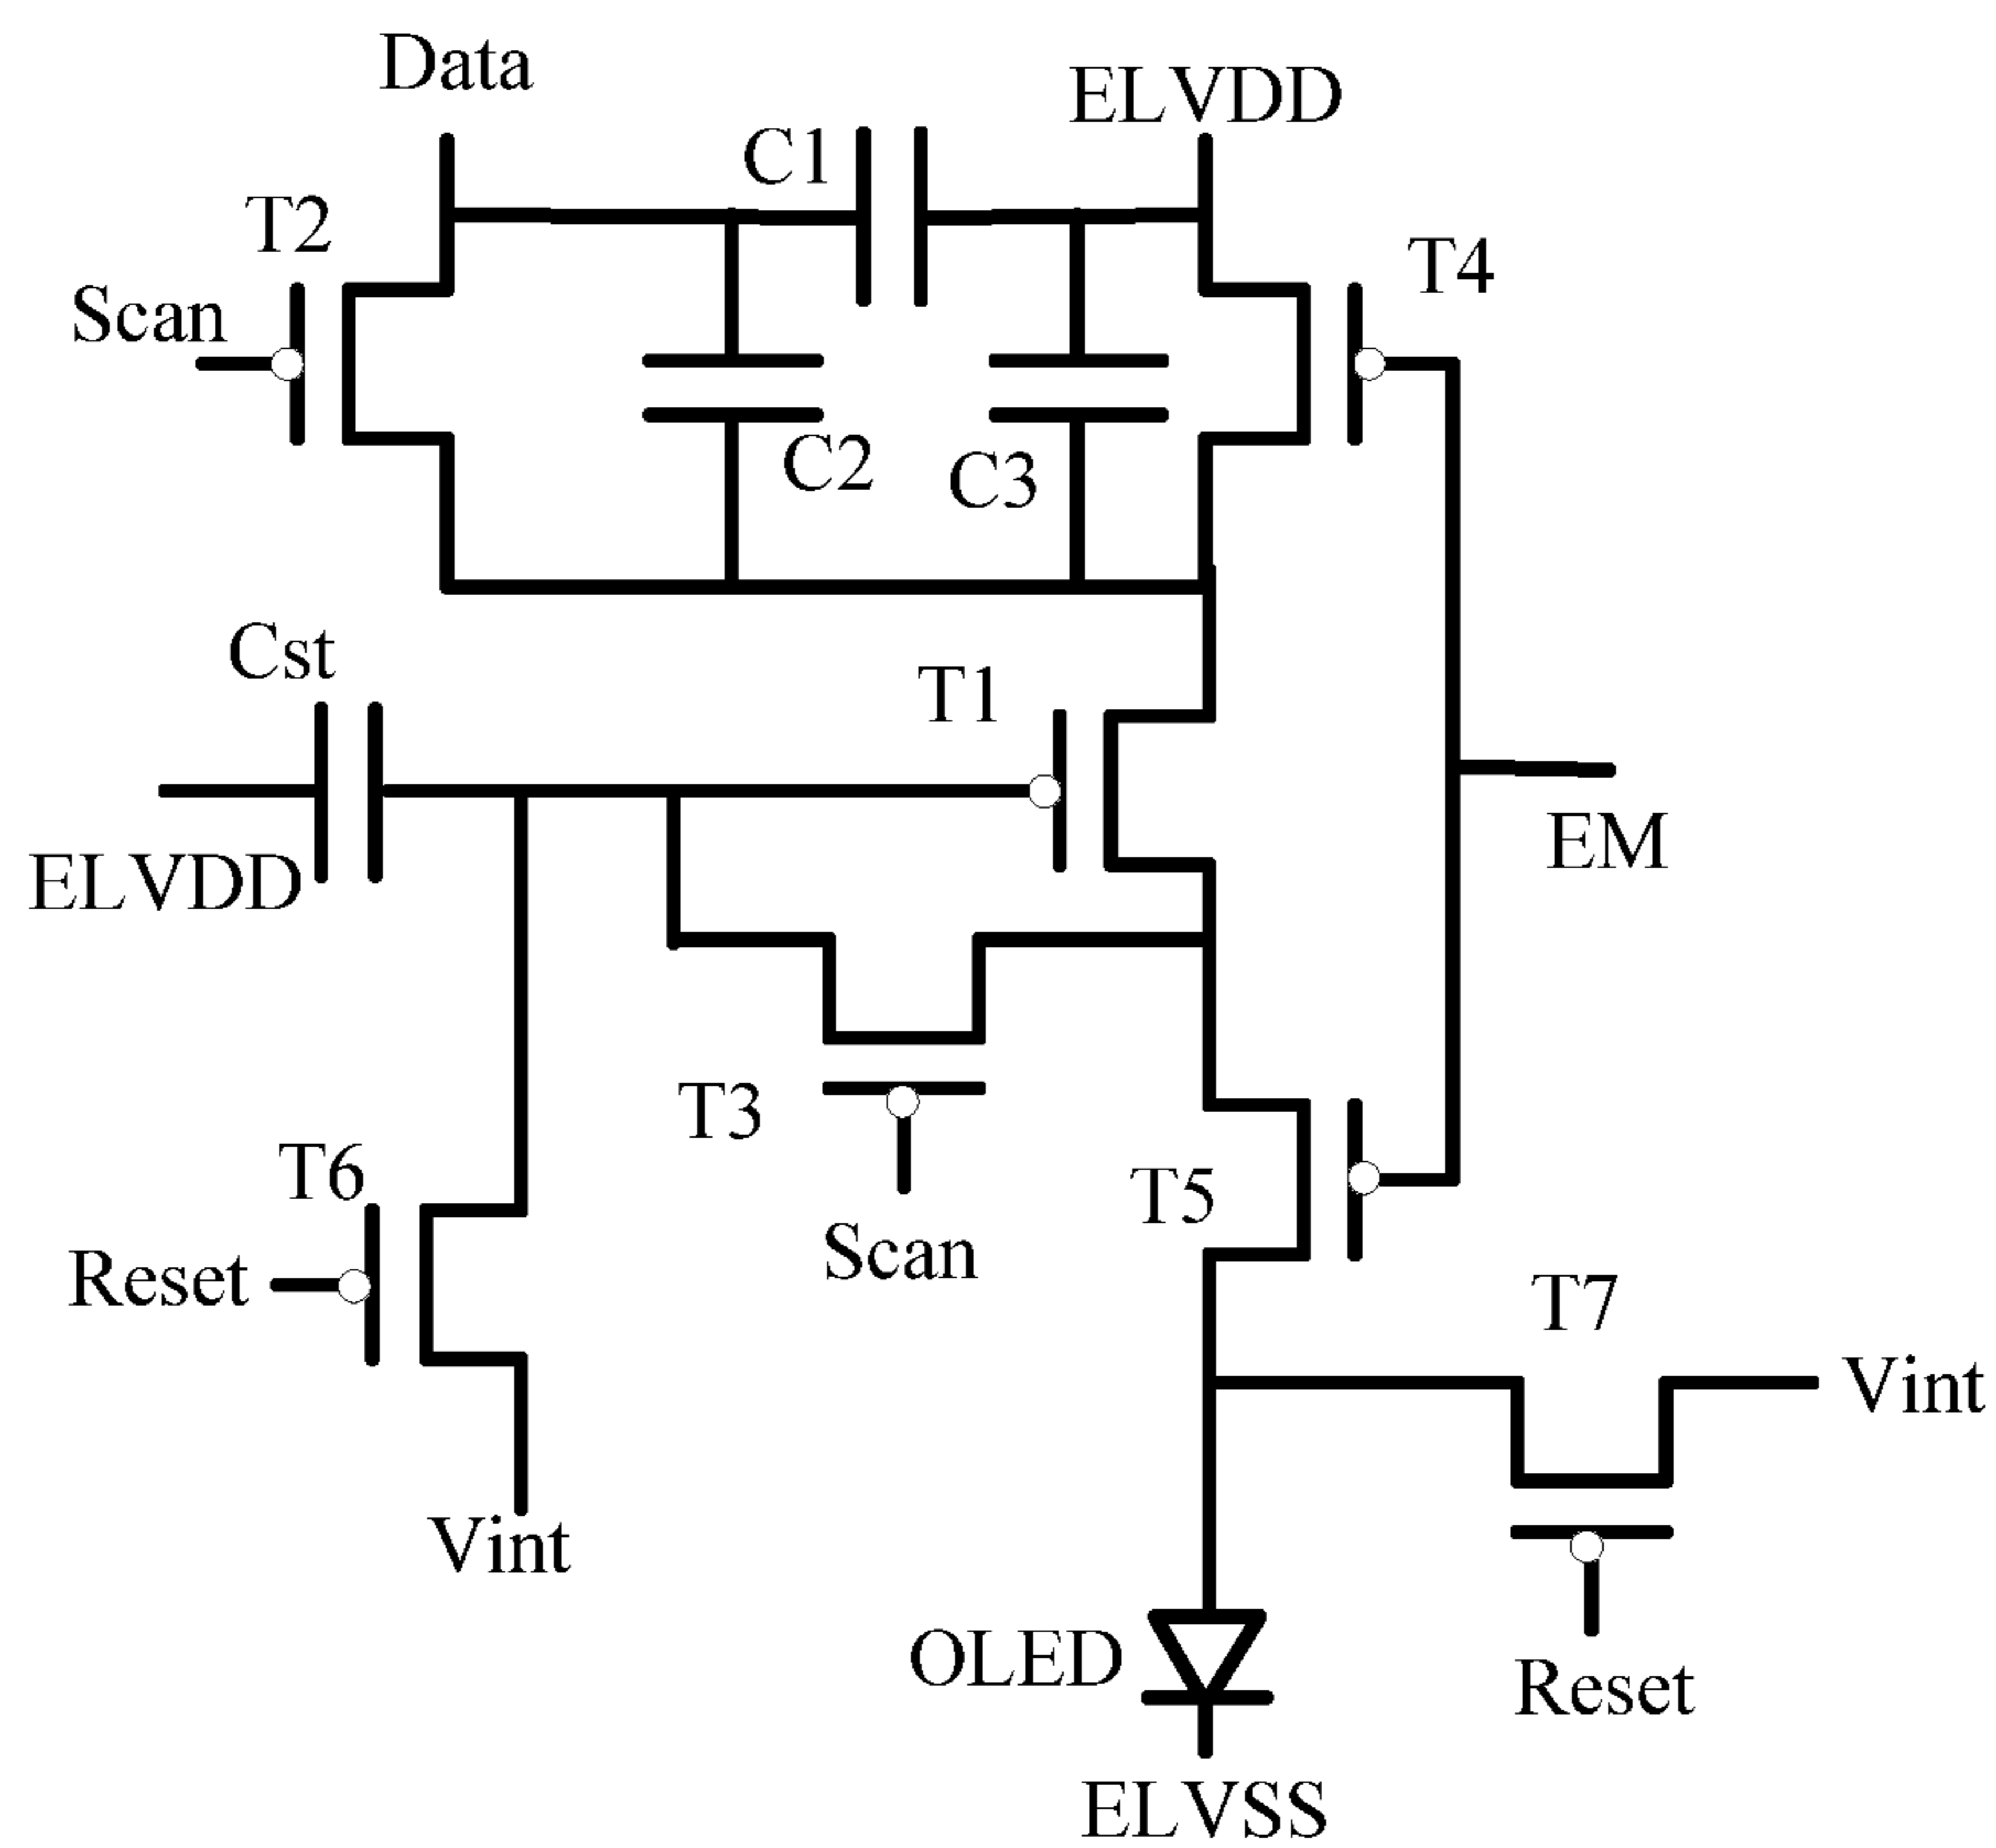 Data
ELVDD
C1
T2
T4
Scan
C2
C3
Cst
T1
ELVDD
EM
T3
T6
T5
Scan
Reset
T7
Vint
Vint
OLED
Reset
ELVSS